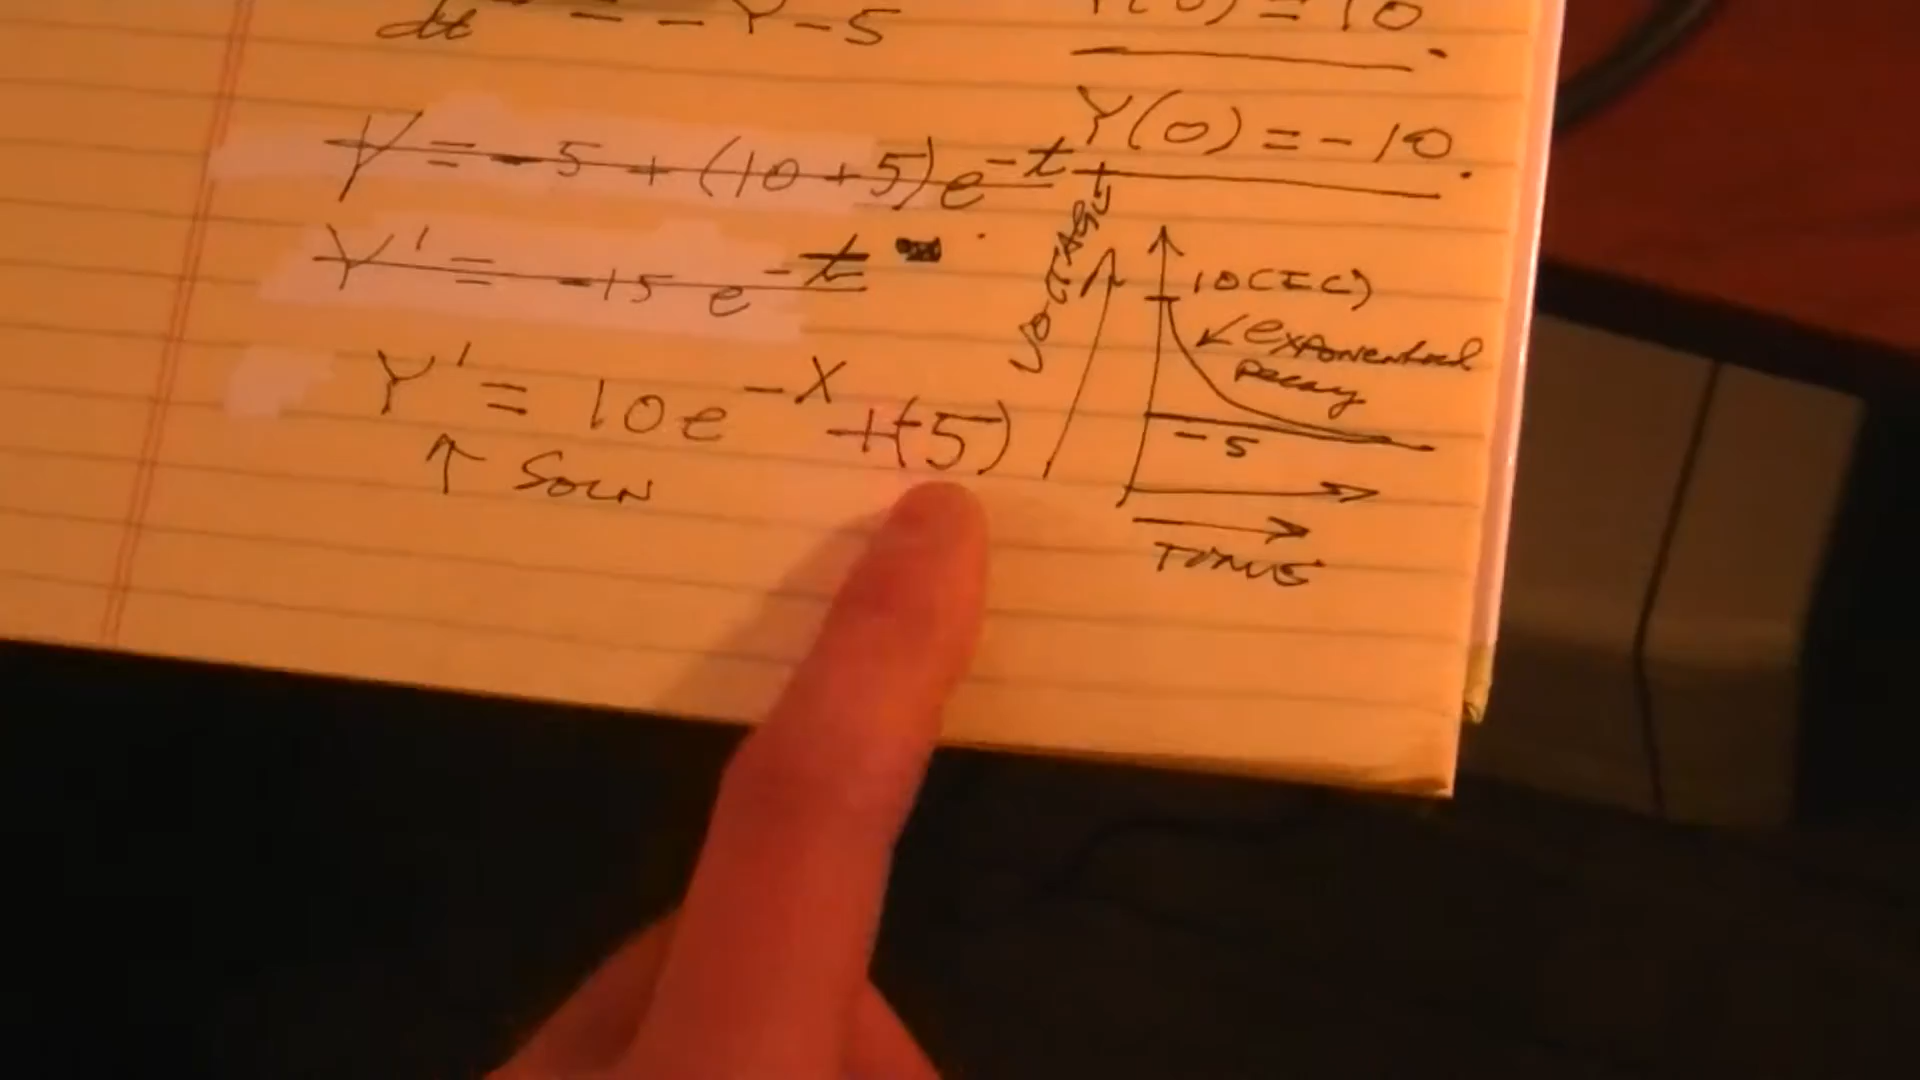 dt = - Y - 5
Y(0) = 10.
Y(0) = - 10.
Y = - 5 + (10 + 5) e^-t
Y' = - 15 e^-t
Y' = 10e^-x +(-5)
↑ Soln
VOLTAGE
10 (IC)
exponential
Decay
- 5
TIME